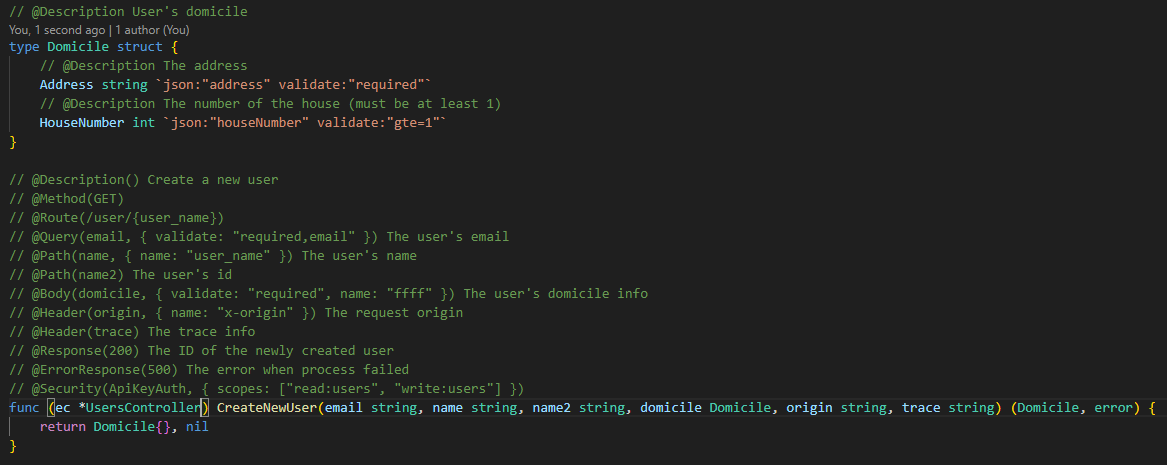 // @Description User's domicile
You, 1 second ago | 1 author (You)
type Domicile struct {
    // @Description The address
    Address string `json:"address" validate:"required"`
    // @Description The number of the house (must be at least 1)
    HouseNumber int `json:"houseNumber" validate:"gte=1"`
}

// @Description() Create a new user
// @Method(GET)
// @Route(/user/{user_name})
// @Query(email, { validate: "required,email" }) The user's email
// @Path(name, { name: "user_name" }) The user's name
// @Path(name2) The user's id
// @Body(domicile, { validate: "required", name: "ffff" }) The user's domicile info
// @Header(origin, { name: "x-origin" }) The request origin
// @Header(trace) The trace info
// @Response(200) The ID of the newly created user
// @ErrorResponse(500) The error when process failed
// @Security(ApiKeyAuth, { scopes: ["read:users", "write:users"] })
func (ec *UsersController) CreateNewUser(email string, name string, name2 string, domicile Domicile, origin string, trace string) (Domicile, error) {
    return Domicile{}, nil
}